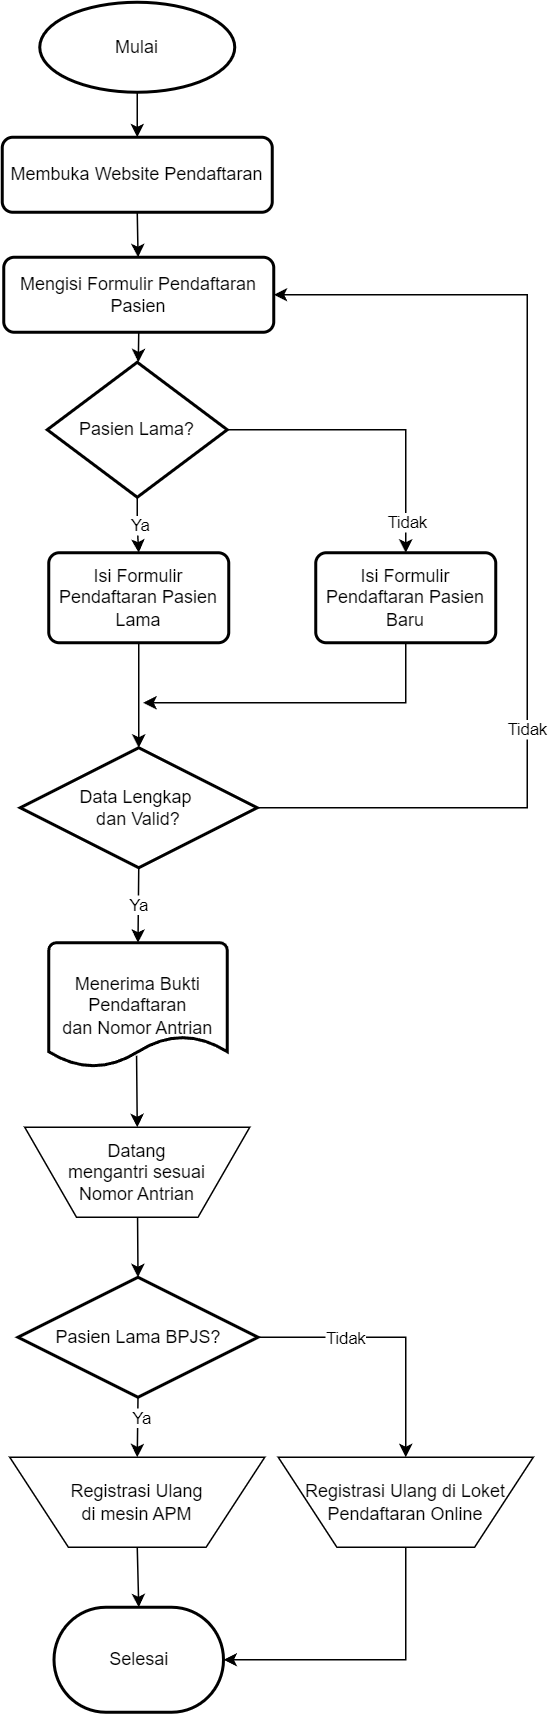 Mulai
Membuka Website Pendaftaran
Mengisi Formulir Pendaftaran
Pasien
Pasien Lama?
Ya
Tidak
Isi Formulir
Pendaftaran Pasien
Lama
Isi Formulir
Pendaftaran Pasien
Baru
Tidak
Data Lengkap
dan Valid?
Ya
Menerima Bukti
Pendaftaran
dan Nomor Antrian
Datang
mengantri sesuai
Nomor Antrian
Pasien Lama BPJS?
Tidak
Ya
Registrasi Ulang
di mesin APM
Registrasi Ulang di Loket
Pendaftaran Online
Selesai